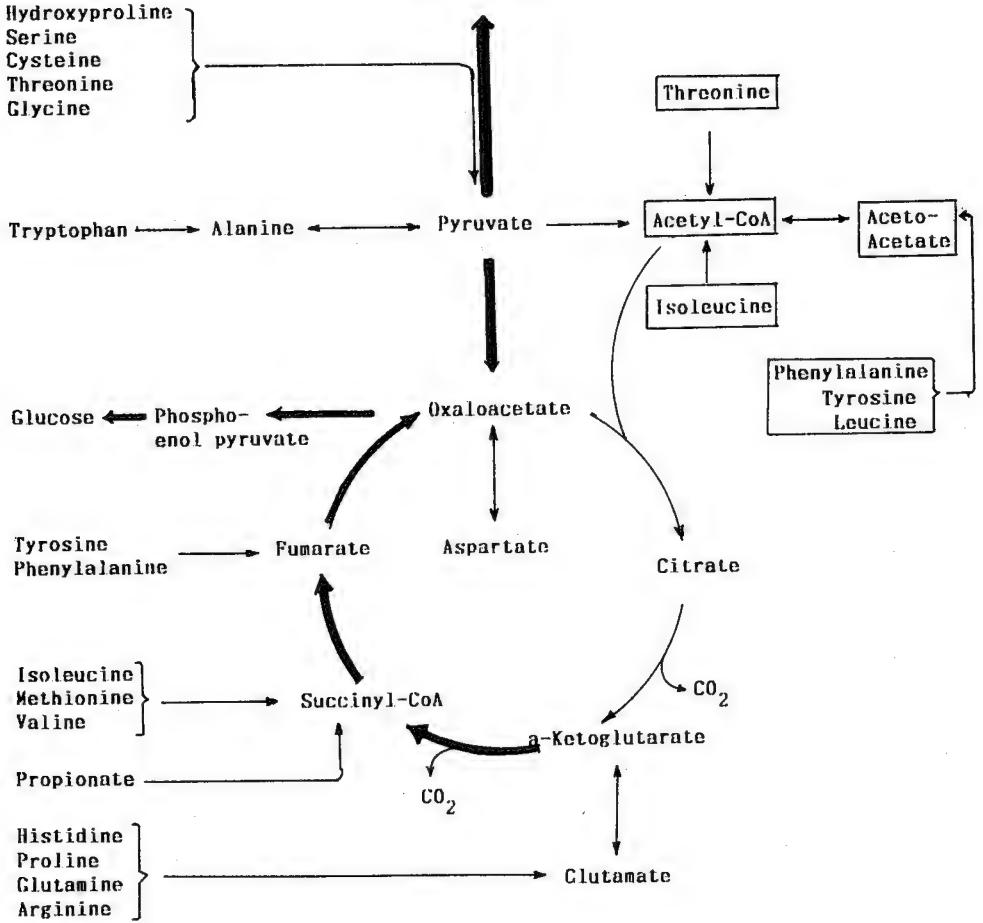 Hydroxyproline
Serine
Cysteine
Threonine
Glycine
Threonine
Tryptophan
Alanine
Pyruvate
Acetyl-CoA
Aceto-
Acetate
Isoleucine
Phenylalanine
Tyrosine
Leucine
Glucose
Phospho-
enol pyruvate
Oxaloacetate
Tyrosine
Phenylalanine
Fumarate
Aspartate
Citrate
Isoleucine
Methionine
Valine
Succinyl-CoA
CO2
a-Ketoglutarate
Propionate
CO2
Histidine
Proline
Glutamine
Arginine
Glutamate